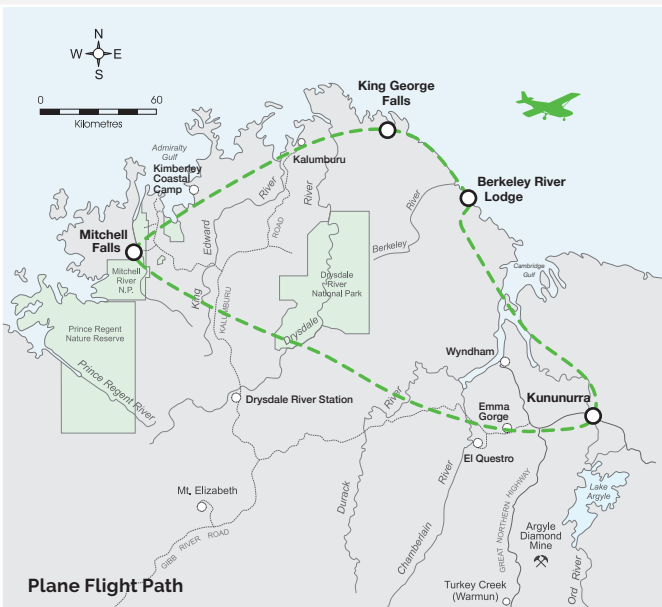 N
W E
S
0 60
Kilometres
King George
Falls
Admiralty
Gulf
Kimberley
Coastal
Camp
Kalumburu
Berkeley River
Lodge
River
River
ROAD
River
Edward
Berkeley
Mitchell
Falls
Mitchell
River
N.P.
King
KALUMBURU
Drysdale
River
National Park
Cambridge
Gulf
Prince Regent
Nature Reserve
Drysdale
Prince Regent River
Wyndham
River
Drysdale River Station
Emma
Gorge
Kununurra
El Questro
Mt. Elizabeth
GIBB RIVER ROAD
Durack
Chamberlain
River
GREAT NORTHERN HIGHWAY
Lake
Argyle
Argyle
Diamond
Mine
Ord River
Turkey Creek
(Warmun)
Plane Flight Path